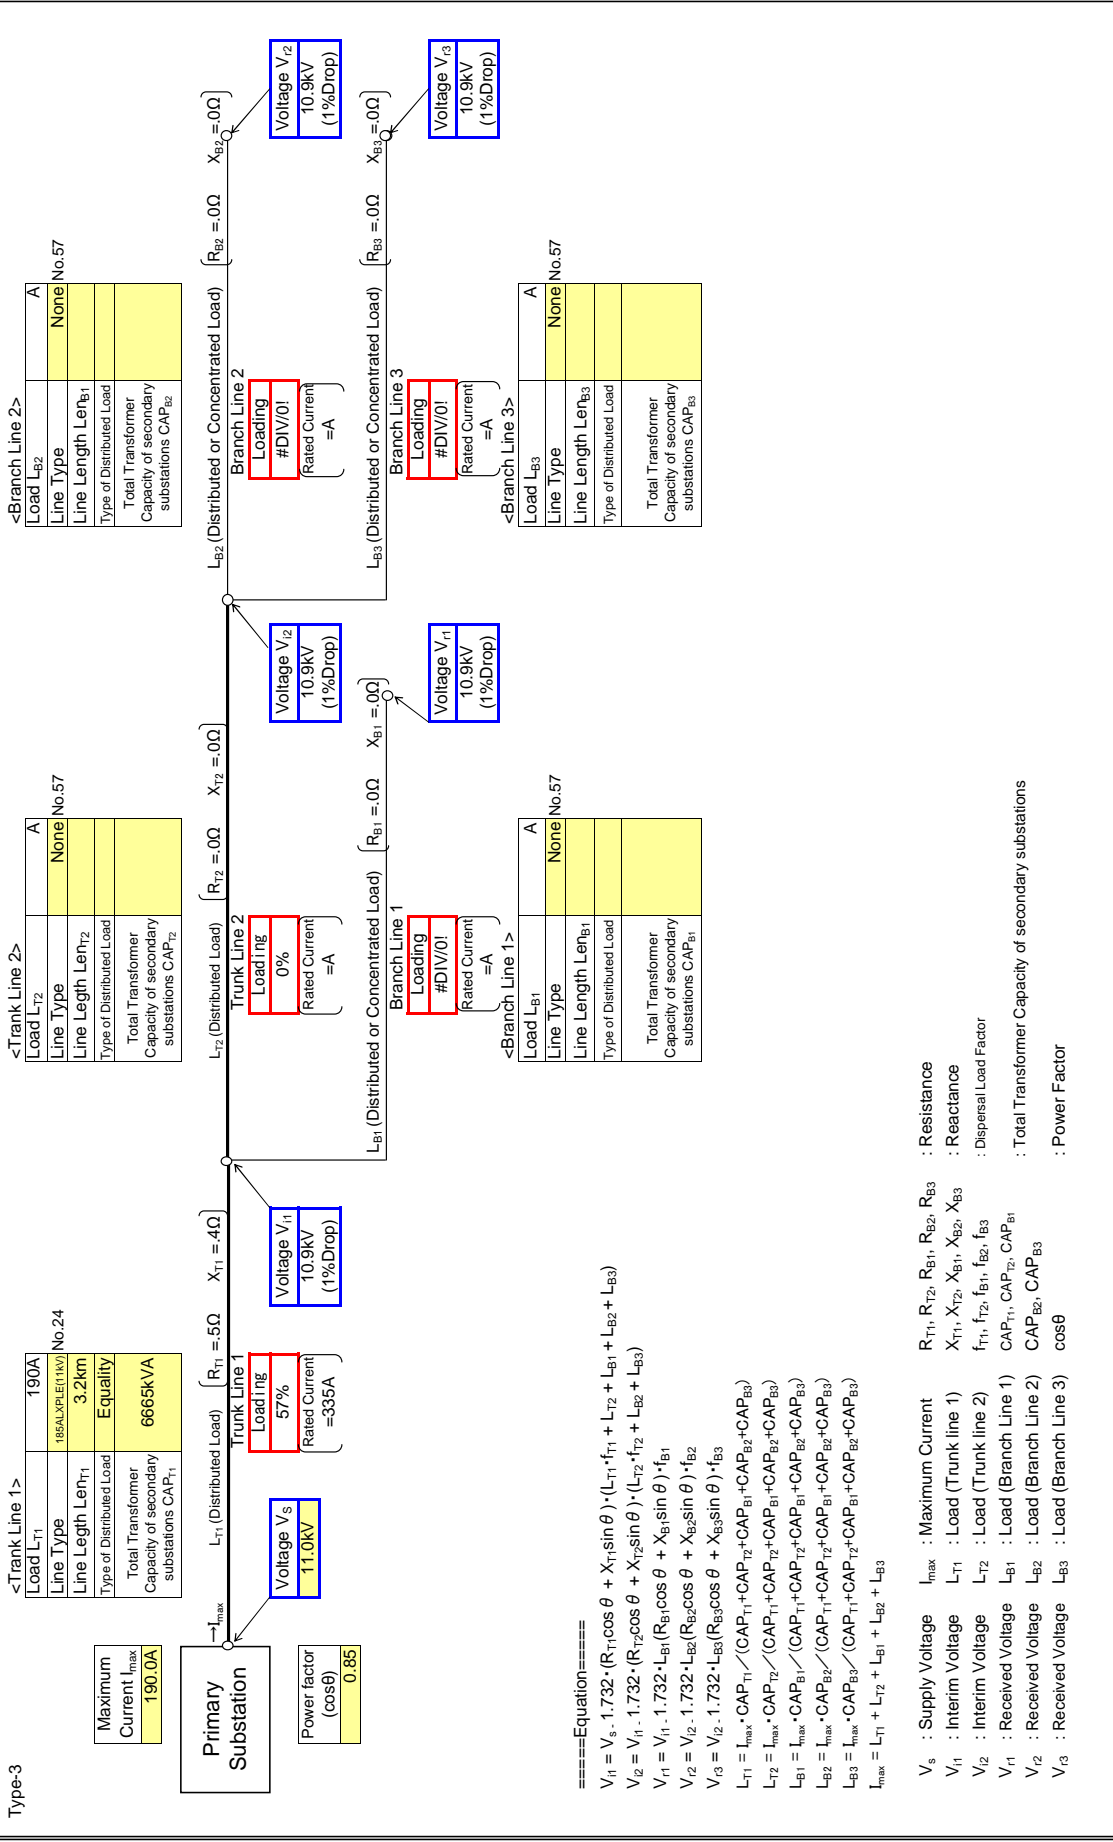 Type-3
Maximum
Current Imax
190.0A
Primary
Substation
Power factor
(cosθ)
0.85
→Imax
Voltage VS
11.0kV
<Trank Line 1>
Load LT1 190A
Line Type 185ALXPLE(11kV) No.24
Line Length LenT1 3.2km
Type of Distributed Load Equality
Total Transformer
Capacity of secondary
substations CAPT1
6665kVA
LT1 (Distributed Load)
RT1 =.5Ω XT1 =.4Ω
Trunk Line 1
Loading
57%
Rated Current
=335A
Voltage Vi1
10.9kV
(1%Drop)
<Trank Line 2>
Load LT2 A
Line Type None No.57
Line Legth LenT2
Type of Distributed Load
Total Transformer
Capacity of secondary
substations CAPT2
LT2 (Distributed Load)
RT2 =.0Ω XT2 =.0Ω
Trunk Line 2
Loading
0%
Rated Current
=A
Voltage Vi2
10.9kV
(1%Drop)
LB1 (Distributed or Concentrated Load)
RB1 =.0Ω XB1 =.0Ω
Branch Line 1
Loading
#DIV/0!
Rated Current
=A
Voltage Vr1
10.9kV
(1%Drop)
<Branch Line 1>
Load LB1 A
Line Type None No.57
Line Length LenB1
Type of Distributed Load
Total Transformer
Capacity of secondary
substations CAPB1
<Branch Line 2>
Load LB2 A
Line Type None No.57
Line Length LenB1
Type of Distributed Load
Total Transformer
Capacity of secondary
substations CAPB2
LB2 (Distributed or Concentrated Load)
RB2 =.0Ω XB2 =.0Ω
Branch Line 2
Loading
#DIV/0!
Rated Current
=A
Voltage Vr2
10.9kV
(1%Drop)
LB3 (Distributed or Concentrated Load)
RB3 =.0Ω XB3 =.0Ω
Branch Line 3
Loading
#DIV/0!
Rated Current
=A
Voltage Vr3
10.9kV
(1%Drop)
<Branch Line 3>
Load LB3 A
Line Type None No.57
Line Length LenB3
Type of Distributed Load
Total Transformer
Capacity of secondary
substations CAPB3
=====Equation=====
Vi1 = Vs - 1.732・(RT1cosθ + XT1sinθ)・(LT1・fT1 + LT2 + LB1 + LB2 + LB3)
Vi2 = Vi1 - 1.732・(RT2cosθ + XT2sinθ)・(LT2・fT2 + LB2 + LB3)
Vr1 = Vi1 - 1.732・LB1(RB1cosθ + XB1sinθ)・fB1
Vr2 = Vi2 - 1.732・LB2(RB2cosθ + XB2sinθ)・fB2
Vr3 = Vi2 - 1.732・LB3(RB3cosθ + XB3sinθ)・fB3
LT1 = Imax・CAPT1／(CAPT1+CAPT2+CAPB1+CAPB2+CAPB3)
LT2 = Imax・CAPT2／(CAPT1+CAPT2+CAPB1+CAPB2+CAPB3)
LB1 = Imax・CAPB1／(CAPT1+CAPT2+CAPB1+CAPB2+CAPB3)
LB2 = Imax・CAPB2／(CAPT1+CAPT2+CAPB1+CAPB2+CAPB3)
LB3 = Imax・CAPB3／(CAPT1+CAPT2+CAPB1+CAPB2+CAPB3)
Imax = LT1 + LT2 + LB1 + LB2 + LB3
Vs : Supply Voltage Imax : Maximum Current RT1, RT2, RB1, RB2, RB3 : Resistance
Vi1 : Interim Voltage LT1 : Load (Trunk line 1) XT1, XT2, XB1, XB2, XB3 : Reactance
Vi2 : Interim Voltage LT2 : Load (Trunk line 2) fT1, fT2, fB1, fB2, fB3 : Dispersal Load Factor
Vr1 : Received Voltage LB1 : Load (Branch Line 1) CAPT1, CAPT2, CAPB1 : Total Transformer Capacity of secondary substations
Vr2 : Received Voltage LB2 : Load (Branch Line 2) CAPB2, CAPB3
Vr3 : Received Voltage LB3 : Load (Branch Line 3) cosθ : Power Factor